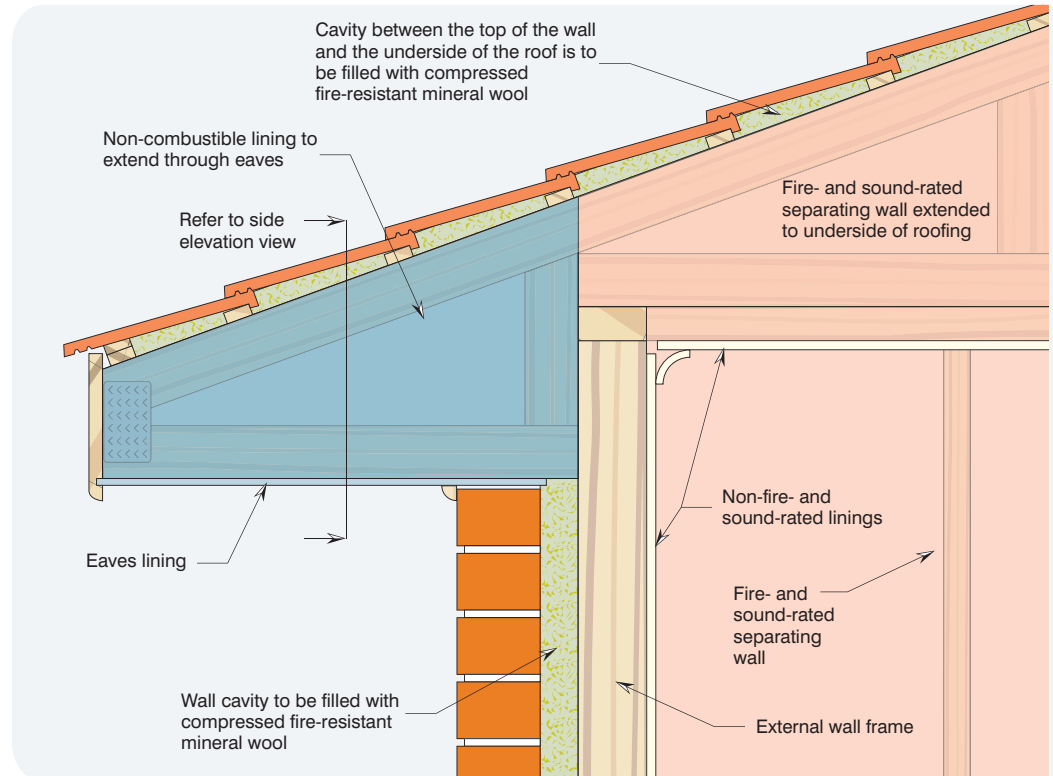 Cavity between the top of the wall
and the underside of the roof is to
be filled with compressed
fire-resistant mineral wool
Non-combustible lining to
extend through eaves
Refer to side
elevation view
Fire- and sound-rated
separating wall extended
to underside of roofing
Non-fire- and
sound-rated linings
Eaves lining
Fire- and
sound-rated
separating
wall
Wall cavity to be filled with
compressed fire-resistant
mineral wool
External wall frame